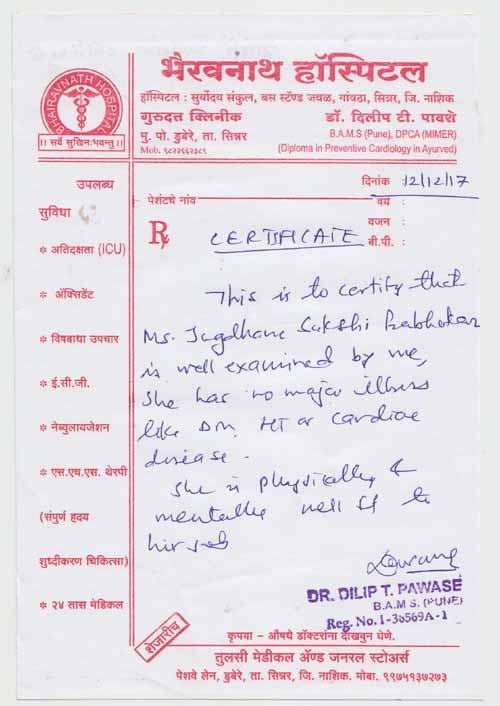 भैरवनाथ हॉस्पिटल
BHAIRAVNATH HOSPITAL
।। सर्वे सुखिनः भवन्तु ।।
हॉस्पिटल : सुर्योदय संकुल, बस स्टॅण्ड जवळ, गांवठा, सिन्नर, जि. नाशिक
गुरुदत्त क्लिनीक
डॉ. दिलीप टी. पावशे
मु. पो. डुबेरे, ता. सिन्नर
B.A.M.S (Pune), DPCA (MIMER)
Mob. ९८२२६६२३८९
(Diploma in Preventive Cardiology in Ayurved)
दिनांक 12/12/17
पेशंटचे नांव
वय :
वजन :
बी.पी. :
उपलब्ध
सुविधा
* अतिदक्षता (ICU)
* ॲक्सिडेंट
* विषबाधा उपचार
* ई.सी.जी.
* नेब्युलायजेशन
* एस.एच.एस. थेरपी
(संपुर्ण हृदय
शुध्दीकरण चिकित्सा)
* २४ तास मेडिकल
Rx
CERTIFICATE
This is to certify that
Ms. Jagdhane Sakshi Prabhakar
is well examined by me,
She has no major illness
like DM, HT or Cardiac
disease.
She is physically &
mentally well fit to
her job
DR. DILIP T. PAWASE
B.A.M.S. (PUNE)
Reg. No. I-36569A-1
कृपया - औषधे डॉक्टरांना दाखवुन घेणे.
शेजारीच
तुलसी मेडीकल ॲण्ड जनरल स्टोअर्स
पेशवे लेन, डुबेरे, ता. सिन्नर, जि. नाशिक. मोबा. ९९७५१३७२७३